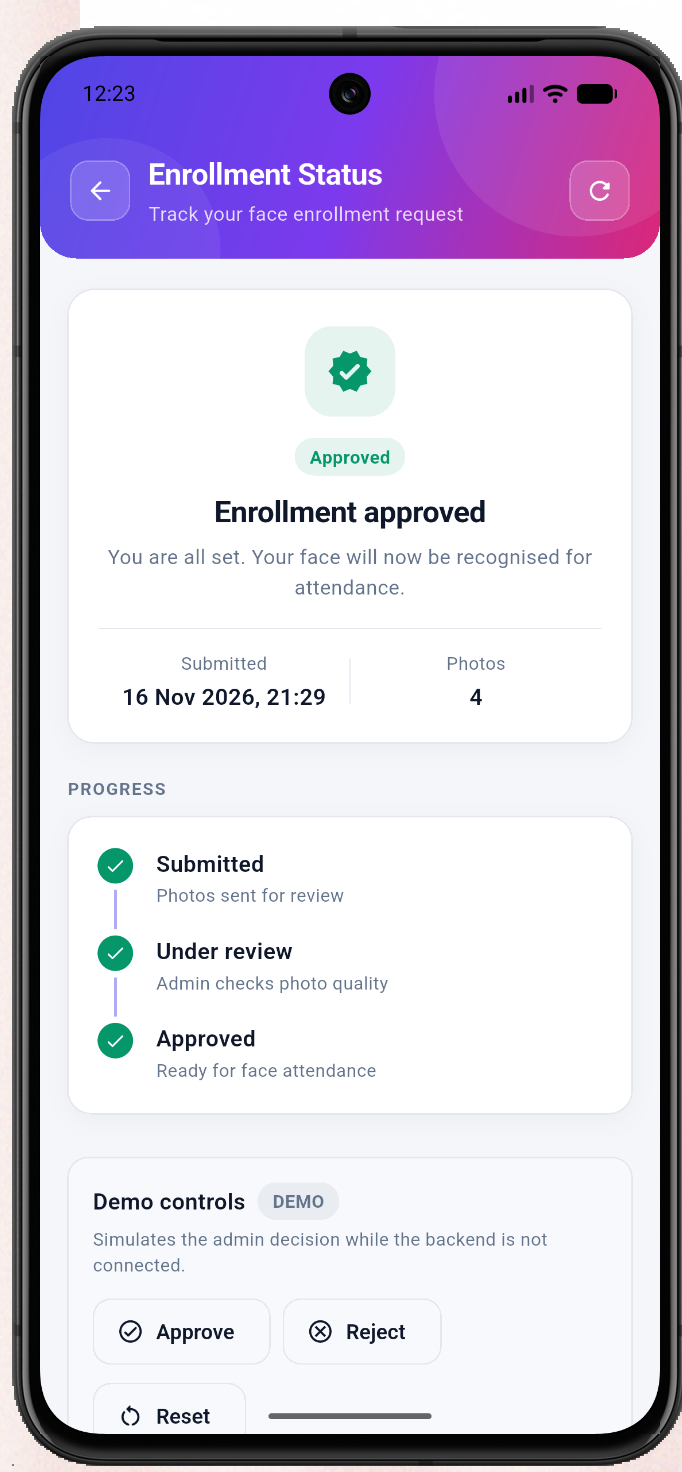 12:23
Enrollment Status
Track your face enrollment request
Approved
Enrollment approved
You are all set. Your face will now be recognised for
attendance.
Submitted
16 Nov 2026, 21:29
Photos
4
PROGRESS
Submitted
Photos sent for review
Under review
Admin checks photo quality
Approved
Ready for face attendance
Demo controls
DEMO
Simulates the admin decision while the backend is not
connected.
Approve
Reject
Reset